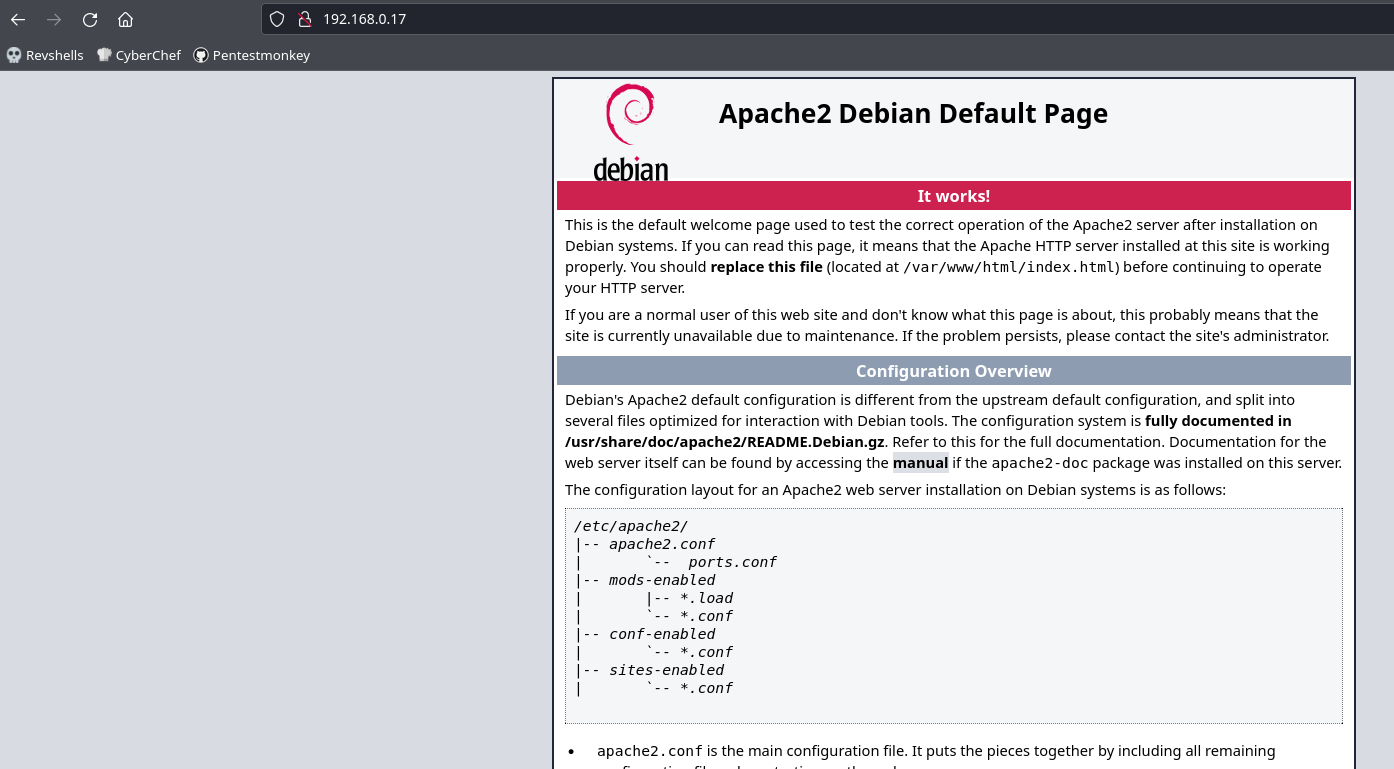 192.168.0.17
Revshells CyberChef Pentestmonkey
debian
Apache2 Debian Default Page
It works!
This is the default welcome page used to test the correct operation of the Apache2 server after installation on
Debian systems. If you can read this page, it means that the Apache HTTP server installed at this site is working
properly. You should replace this file (located at /var/www/html/index.html) before continuing to operate
your HTTP server.
If you are a normal user of this web site and don't know what this page is about, this probably means that the
site is currently unavailable due to maintenance. If the problem persists, please contact the site's administrator.
Configuration Overview
Debian's Apache2 default configuration is different from the upstream default configuration, and split into
several files optimized for interaction with Debian tools. The configuration system is fully documented in
/usr/share/doc/apache2/README.Debian.gz. Refer to this for the full documentation. Documentation for the
web server itself can be found by accessing the manual if the apache2-doc package was installed on this server.
The configuration layout for an Apache2 web server installation on Debian systems is as follows:
/etc/apache2/
|-- apache2.conf
|       `--  ports.conf
|-- mods-enabled
|       |-- *.load
|       `-- *.conf
|-- conf-enabled
|       `-- *.conf
|-- sites-enabled
|       `-- *.conf
• apache2.conf is the main configuration file. It puts the pieces together by including all remaining